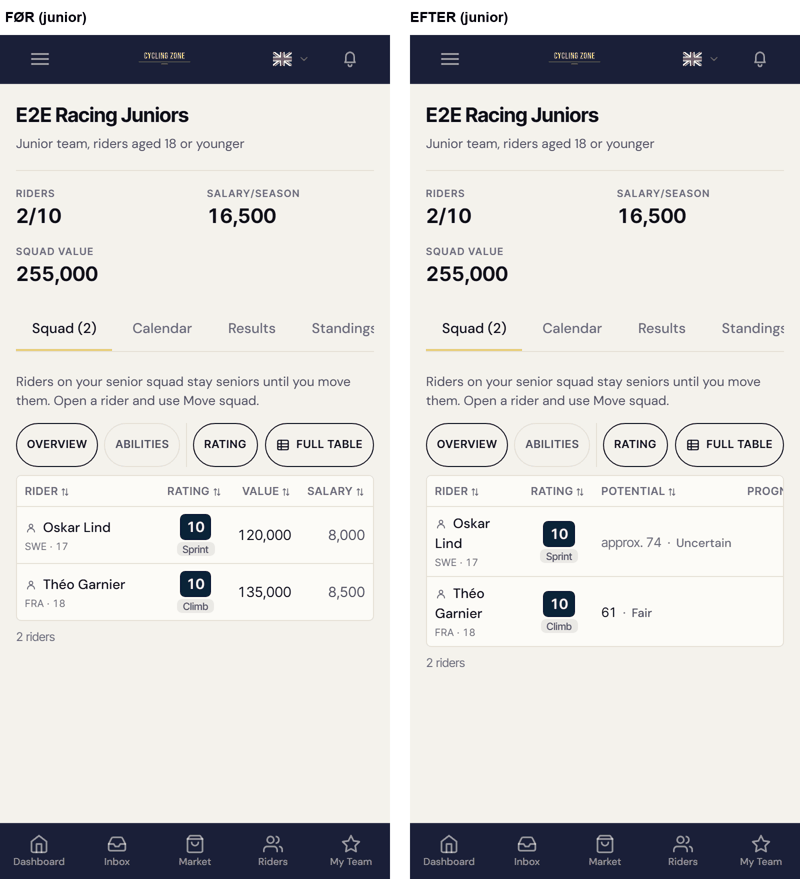 FØR (junior)
CYCLING ZONE
E2E Racing Juniors
Junior team, riders aged 18 or younger
RIDERS SALARY/SEASON
2/10 16,500
SQUAD VALUE
255,000
Squad (2) Calendar Results Standings
Riders on your senior squad stay seniors until you move
them. Open a rider and use Move squad.
OVERVIEW ABILITIES RATING FULL TABLE
RIDER RATING VALUE SALARY
Oskar Lind 10 120,000 8,000
SWE · 17 Sprint
Théo Garnier 10 135,000 8,500
FRA · 18 Climb
2 riders
Dashboard Inbox Market Riders My Team
EFTER (junior)
CYCLING ZONE
E2E Racing Juniors
Junior team, riders aged 18 or younger
RIDERS SALARY/SEASON
2/10 16,500
SQUAD VALUE
255,000
Squad (2) Calendar Results Standings
Riders on your senior squad stay seniors until you move
them. Open a rider and use Move squad.
OVERVIEW ABILITIES RATING FULL TABLE
RIDER RATING POTENTIAL PROGN
Oskar
Lind 10 approx. 74 · Uncertain
SWE · 17 Sprint
Théo
Garnier 10 61 · Fair
FRA · 18 Climb
2 riders
Dashboard Inbox Market Riders My Team